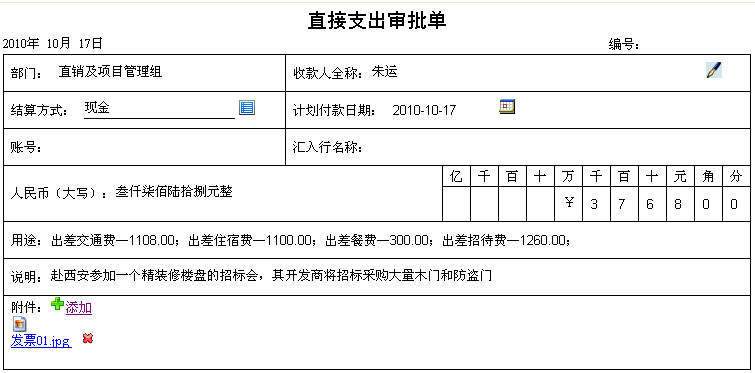 直接支出审批单
2010年 10月 17日 编号：
部门： 直销及项目管理组 收款人全称：朱运
结算方式： 现金 计划付款日期： 2010-10-17
账号： 汇入行名称：
亿 千 百 十 万 千 百 十 元 角 分
人民币（大写）：叁仟柒佰陆拾捌元整 ￥ 3 7 6 8 0 0
用途：出差交通费—1108.00；出差住宿费—1100.00；出差餐费—300.00；出差招待费—1260.00；
说明：赴西安参加一个精装修楼盘的招标会，其开发商将招标采购大量木门和防盗门
附件：添加
发票01.jpg